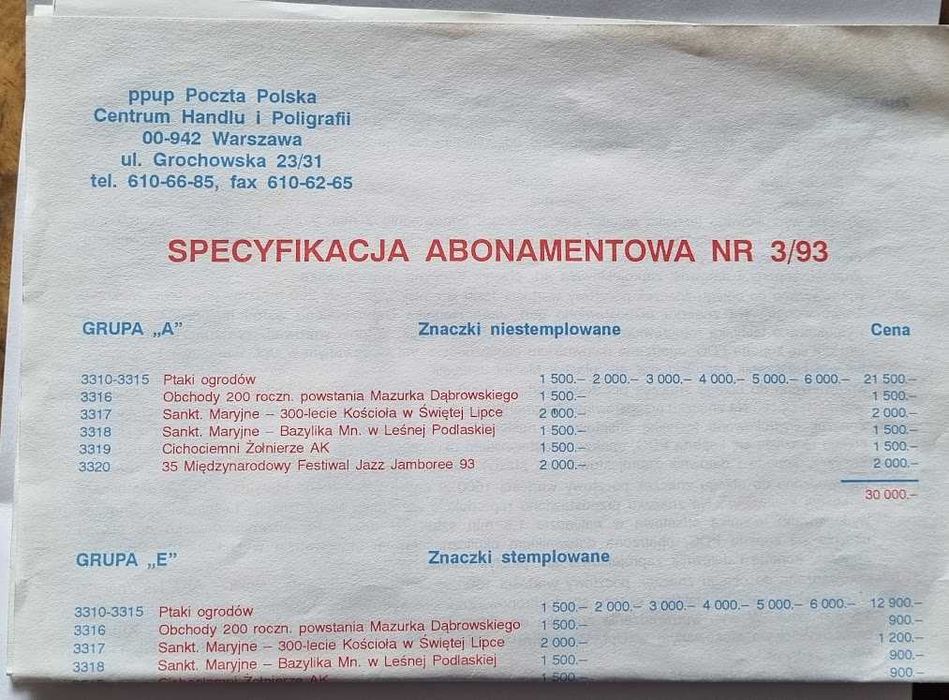 ppup Poczta Polska
Centrum Handlu i Poligrafii
00-942 Warszawa
ul. Grochowska 23/31
tel. 610-66-85, fax 610-62-65
SPECYFIKACJA ABONAMENTOWA NR 3/93
GRUPA „A” Znaczki niestemplowane Cena
3310-3315 Ptaki ogrodów 1 500.– 2 000.– 3 000.– 4 000.– 5 000.– 6 000.– 21 500.–
3316 Obchody 200 roczn. powstania Mazurka Dąbrowskiego 1 500.– 1 500.–
3317 Sankt. Maryjne – 300-lecie Kościoła w Świętej Lipce 2 000.– 2 000.–
3318 Sankt. Maryjne – Bazylika Mn. w Leśnej Podlaskiej 1 500.– 1 500.–
3319 Cichociemni Żołnierze AK 1 500.– 1 500.–
3320 35 Międzynarodowy Festiwal Jazz Jamboree 93 2 000.– 2 000.–
30 000.–
GRUPA „E” Znaczki stemplowane
3310-3315 Ptaki ogrodów 1 500.– 2 000.– 3 000.– 4 000.– 5 000.– 6 000.– 12 900.–
3316 Obchody 200 roczn. powstania Mazurka Dąbrowskiego 1 500.– 900.–
3317 Sankt. Maryjne – 300-lecie Kościoła w Świętej Lipce 2 000.– 1 200.–
3318 Sankt. Maryjne – Bazylika Mn. w Leśnej Podlaskiej 1 500.– 900.–
Cichociemni Żołnierze AK 1 500.– 900.–